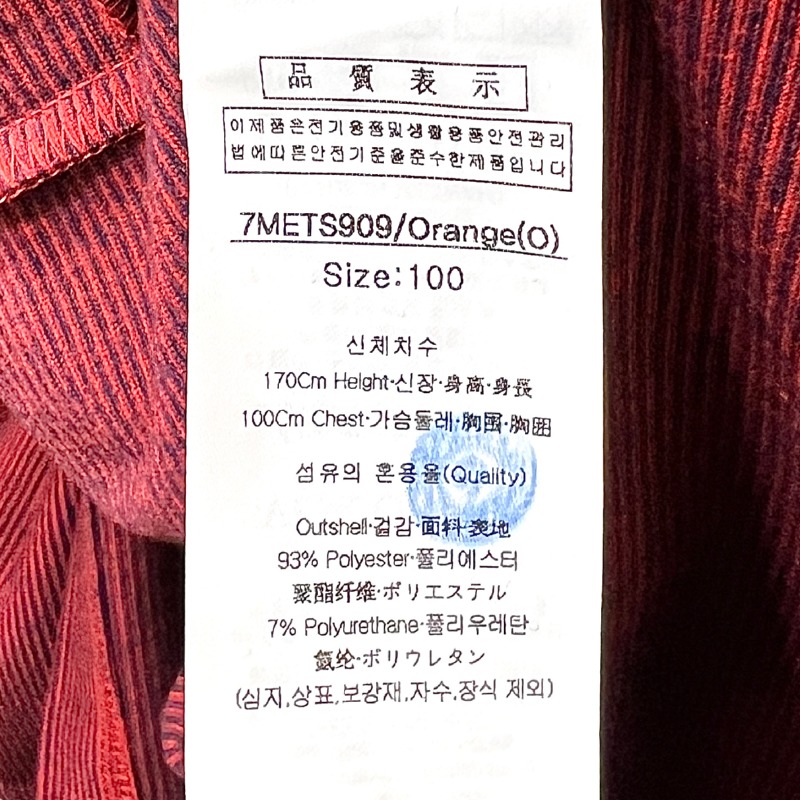 品 質 表 示
이제품은전기용품및생활용품안전관리
법에따른안전기준을준수한제품입니다
7METS909/Orange(O)
Size:100
신체치수
170Cm Height·신장·身高·身長
100Cm Chest·가슴둘레·胸围·胸囲
섬유의 혼용율(Quality)
Outshell·겉감·面料·表地
93% Polyester·폴리에스터
聚酯纤维·ポリエステル
7% Polyurethane·폴리우레탄
氨纶·ポリウレタン
(심지,상표,보강재,자수,장식 제외)